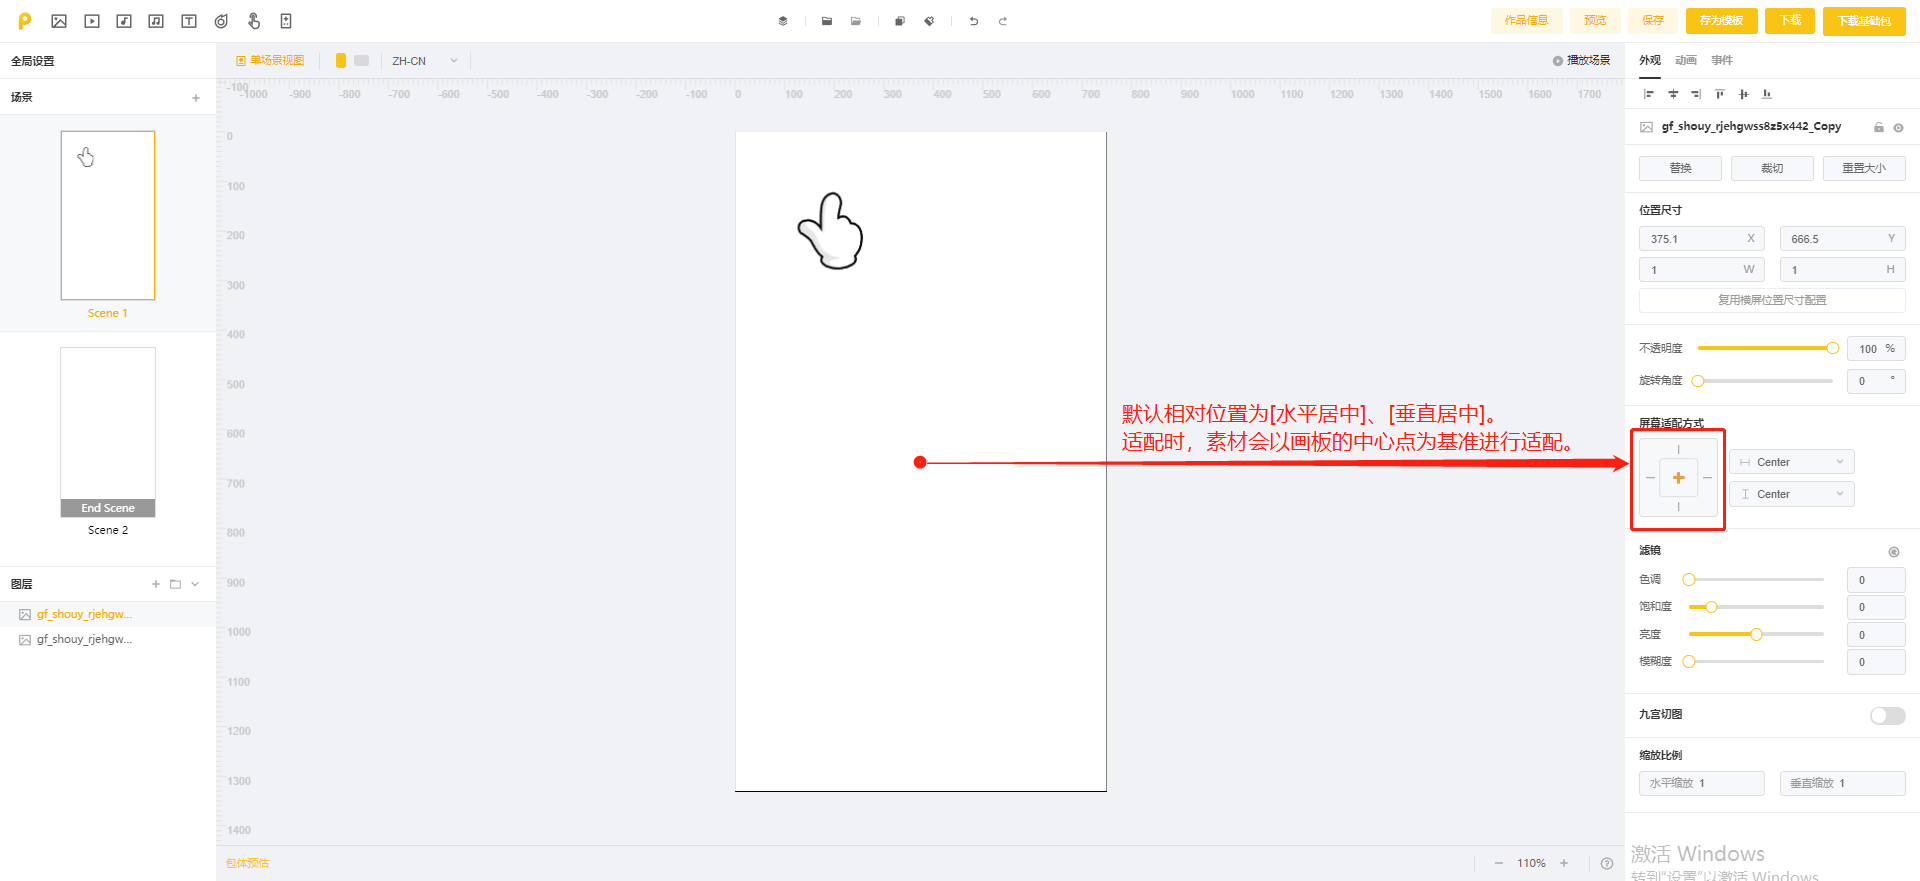 作品信息
预览
保存
存为模板
下载
下载基础包
全局设置
单场景视图
ZH-CN
播放场景
外观 动画 事件
场景
-100
-1000 -900 -800 -700 -600 -500 -400 -300 -200 -100 0 100 200 300 400 500 600 700 800 900 1000 1100 1200 1300 1400 1500 1600 1700
0
100
200
300
400
500
600
700
800
900
1000
1100
1200
1300
1400
Scene 1
End Scene
Scene 2
图层
gf_shouy_rjehgw...
gf_shouy_rjehgw...
默认相对位置为[水平居中]、[垂直居中]。
适配时，素材会以画板的中心点为基准进行适配。
gf_shouy_rjehgwss8z5x442_Copy
替换 裁切 重置大小
位置尺寸
375.1 X 666.5 Y
1 W 1 H
复用横屏位置尺寸配置
不透明度 100 %
旋转角度 0 °
屏幕适配方式
Center
Center
滤镜
色调 0
饱和度 0
亮度 0
模糊度 0
九宫切图
缩放比例
水平缩放 1 垂直缩放 1
包体预估
110%
激活 Windows
转到“设置”以激活 Windows